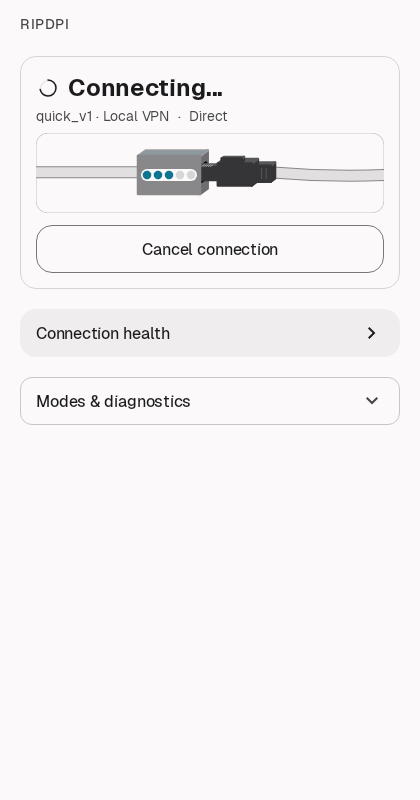 RIPDPI
Connecting...
quick_v1 · Local VPN · Direct
Cancel connection
Connection health
Modes & diagnostics